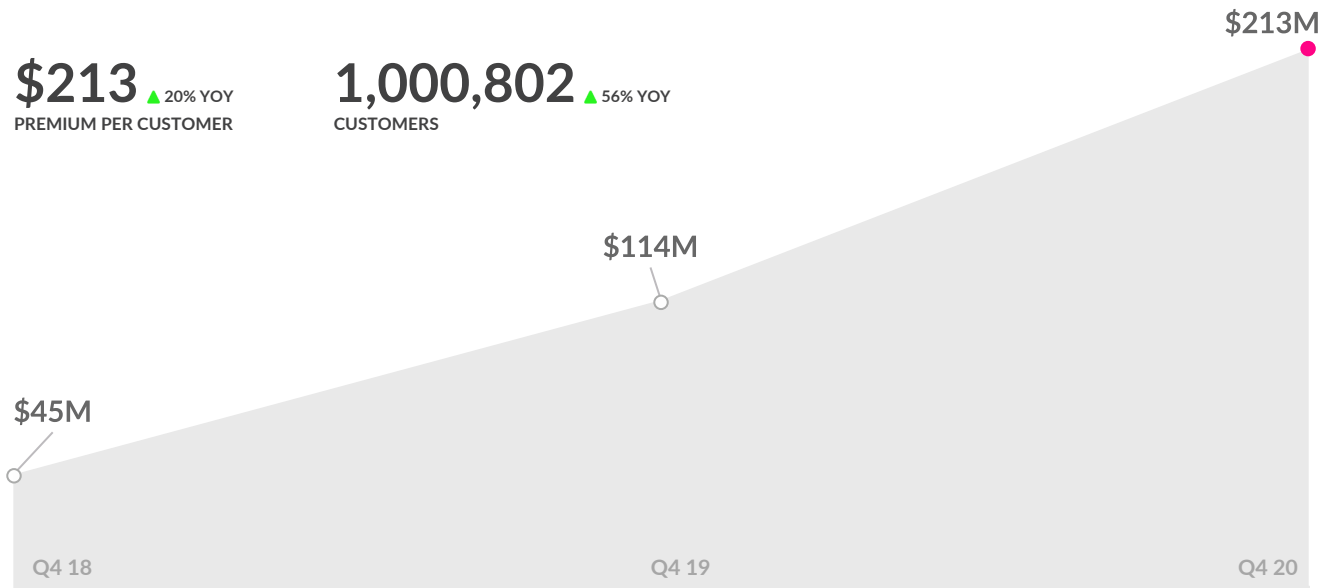 $213M
$213 ▲ 20% YOY
PREMIUM PER CUSTOMER
1,000,802 ▲ 56% YOY
CUSTOMERS
$114M
$45M
Q4 18
Q4 19
Q4 20